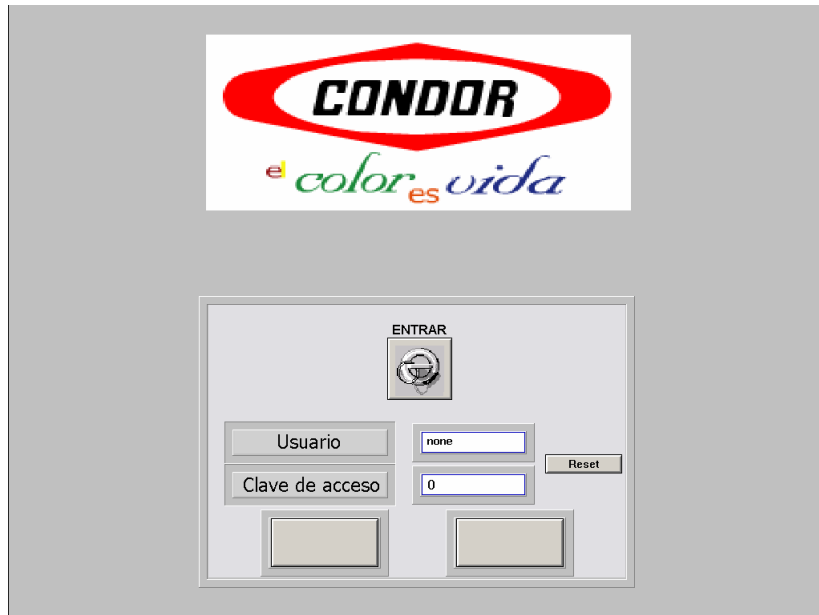 CONDOR
el color es vida
ENTRAR
Usuario
none
Reset
Clave de acceso
0